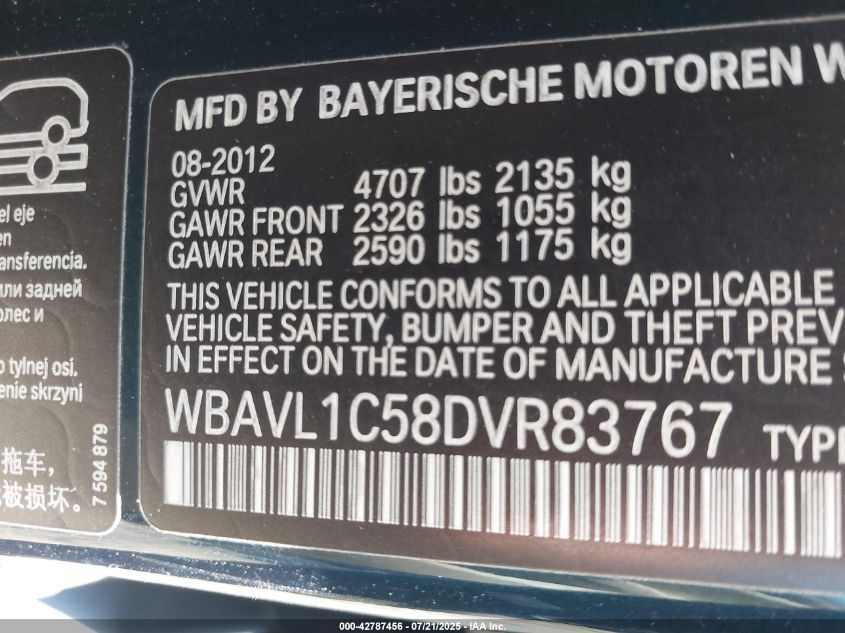 el eje
en
ansferencia.
или задней
олес и
o tylnej osi.
enie skrzyni
拖车，
被损坏。
7 594 879
MFD BY BAYERISCHE MOTOREN W
08-2012
GVWR 4707 lbs 2135 kg
GAWR FRONT 2326 lbs 1055 kg
GAWR REAR 2590 lbs 1175 kg
THIS VEHICLE CONFORMS TO ALL APPLICABLE
VEHICLE SAFETY, BUMPER AND THEFT PREV
IN EFFECT ON THE DATE OF MANUFACTURE S
WBAVL1C58DVR83767 TYPE
000-42787456 - 07/21/2025 - IAA Inc.